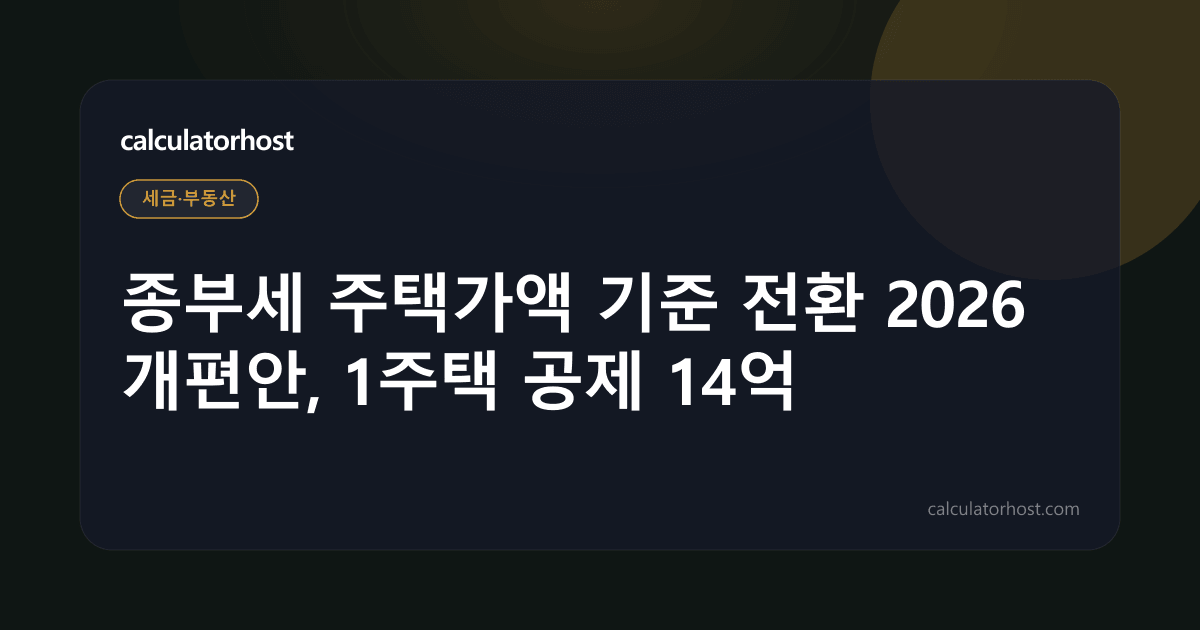 calculatorhost
세금·부동산
종부세 주택가액 기준 전환 2026
개편안, 1주택 공제 14억
calculatorhost.com